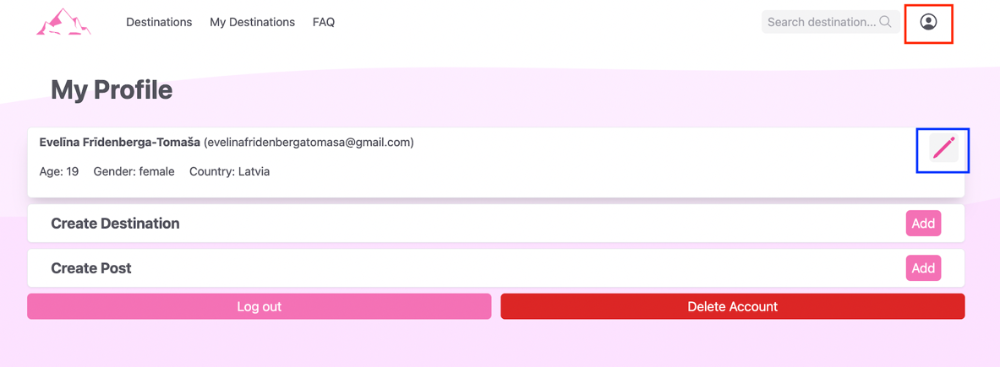 Destinations My Destinations FAQ Search destination...
My Profile
Evelīna Frīdenberga-Tomaša (evelinafridenbergatomasa@gmail.com)
Age: 19 Gender: female Country: Latvia
Create Destination Add
Create Post Add
Log out Delete Account